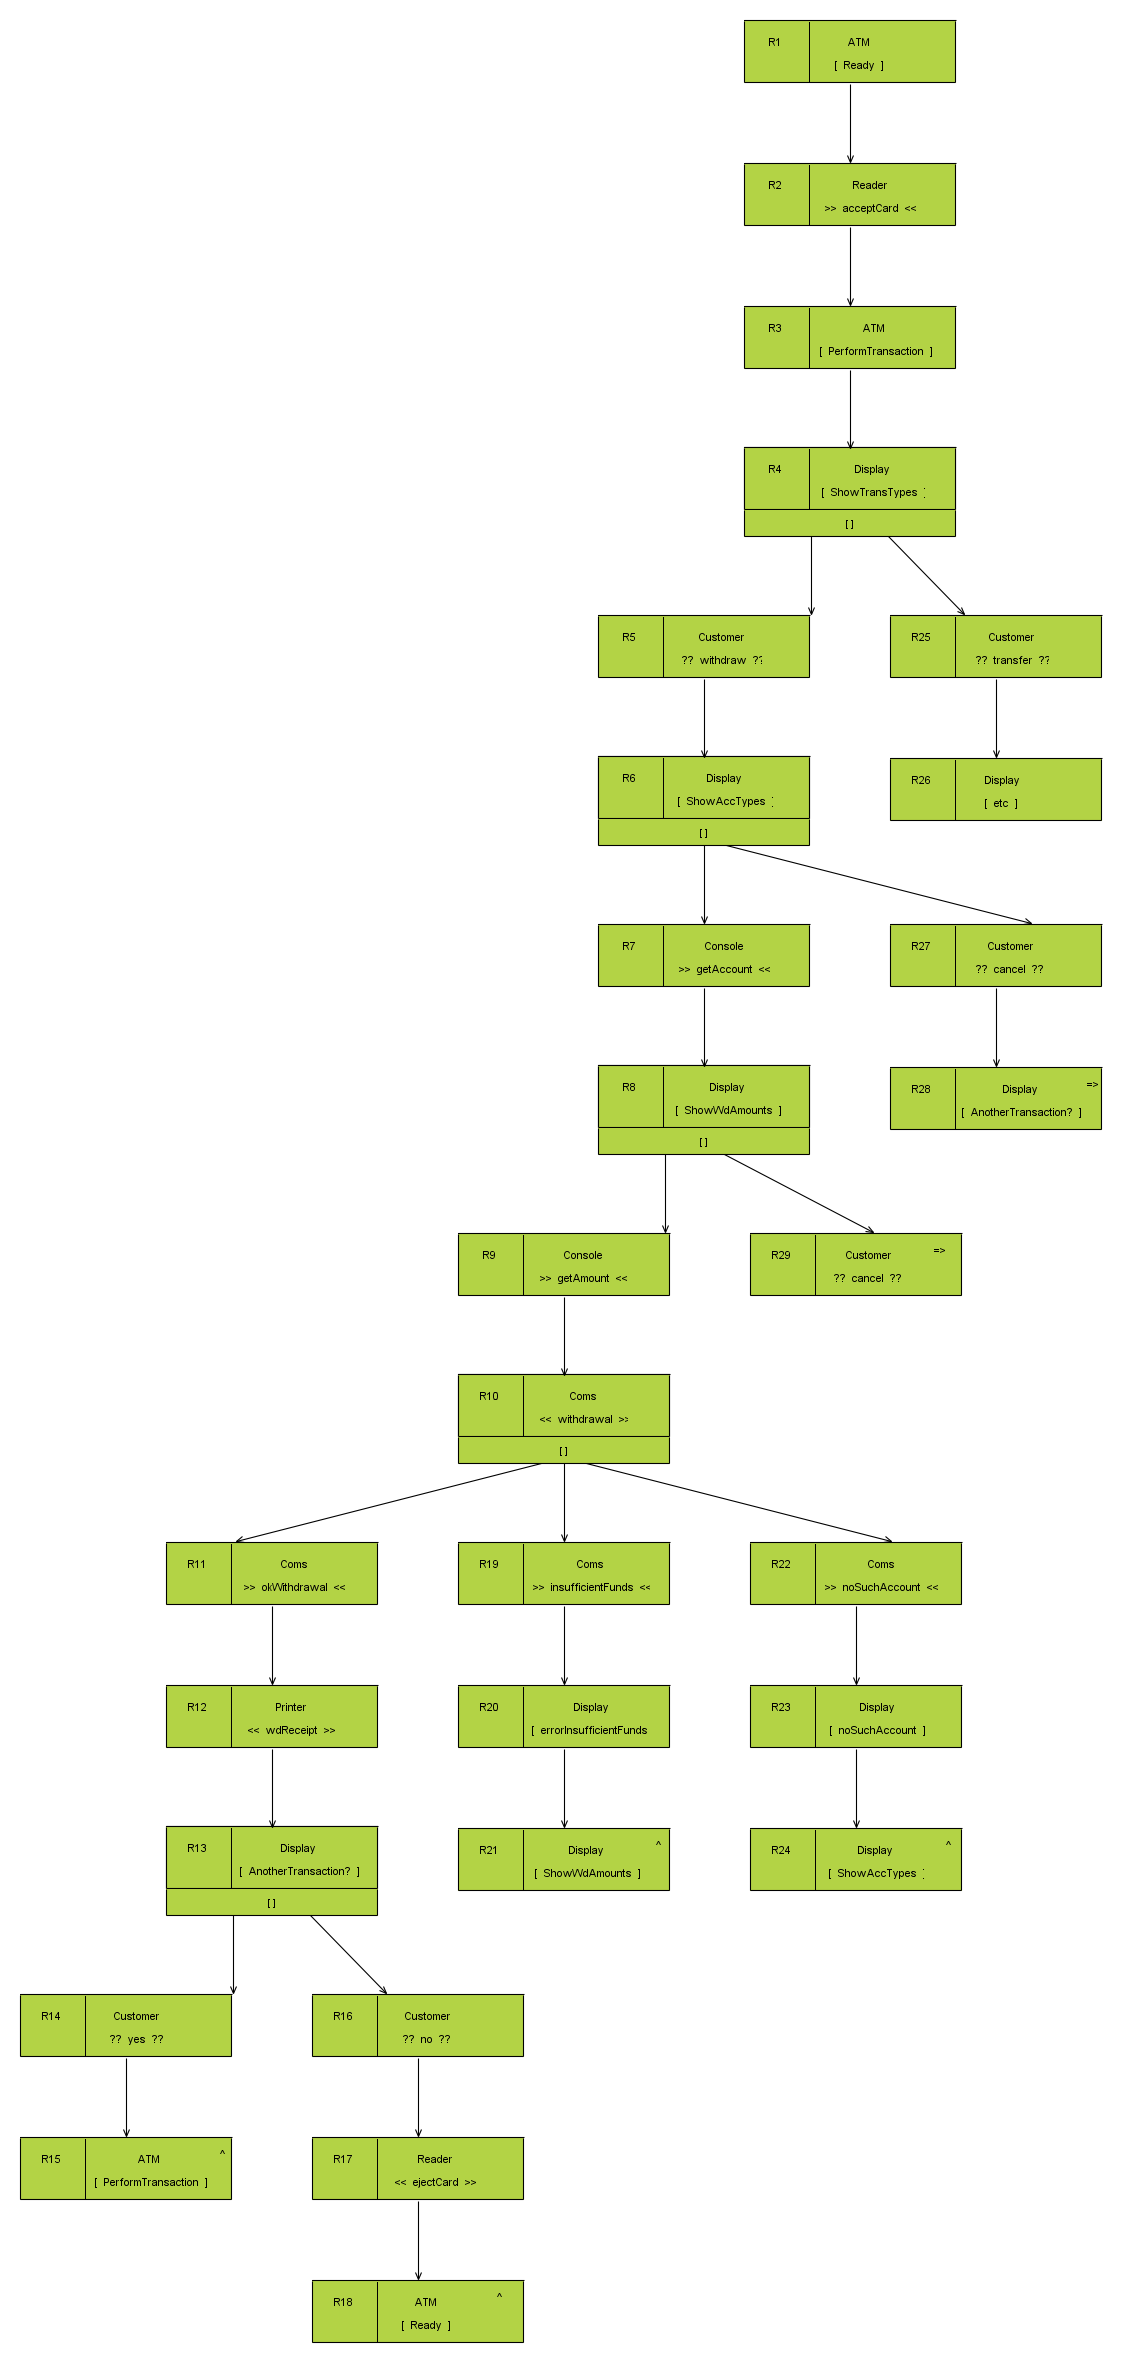 R1 ATM
[ Ready ]
R2 Reader
>> acceptCard <<
R3 ATM
[ PerformTransaction ]
R4 Display
[ ShowTransTypes ]
[ ]
R5 Customer
?? withdraw ??
R25 Customer
?? transfer ??
R6 Display
[ ShowAccTypes ]
[ ]
R26 Display
[ etc ]
R7 Console
>> getAccount <<
R27 Customer
?? cancel ??
R8 Display
[ ShowWdAmounts ]
[ ]
R28 Display =>
[ AnotherTransaction? ]
R9 Console
>> getAmount <<
R29 Customer =>
?? cancel ??
R10 Coms
<< withdrawal >>
[ ]
R11 Coms
>> okWithdrawal <<
R19 Coms
>> insufficientFunds <<
R22 Coms
>> noSuchAccount <<
R12 Printer
<< wdReceipt >>
R20 Display
[ errorInsufficientFunds
R23 Display
[ noSuchAccount ]
R13 Display
[ AnotherTransaction? ]
[ ]
R21 Display ^
[ ShowWdAmounts ]
R24 Display ^
[ ShowAccTypes ]
R14 Customer
?? yes ??
R16 Customer
?? no ??
R15 ATM ^
[ PerformTransaction ]
R17 Reader
<< ejectCard >>
R18 ATM ^
[ Ready ]